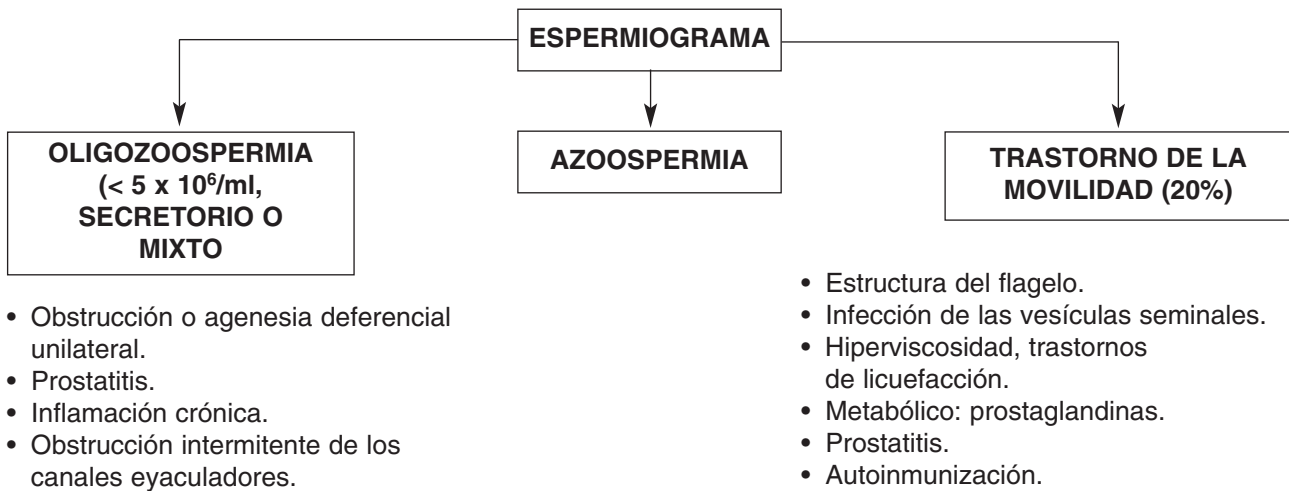 ESPERMIOGRAMA
OLIGOZOOSPERMIA
(< 5 x 10⁶/ml,
SECRETORIO O
MIXTO
AZOOSPERMIA
TRASTORNO DE LA
MOVILIDAD (20%)
• Obstrucción o agenesia deferencial
unilateral.
• Prostatitis.
• Inflamación crónica.
• Obstrucción intermitente de los
canales eyaculadores.
• Estructura del flagelo.
• Infección de las vesículas seminales.
• Hiperviscosidad, trastornos
de licuefacción.
• Metabólico: prostaglandinas.
• Prostatitis.
• Autoinmunización.